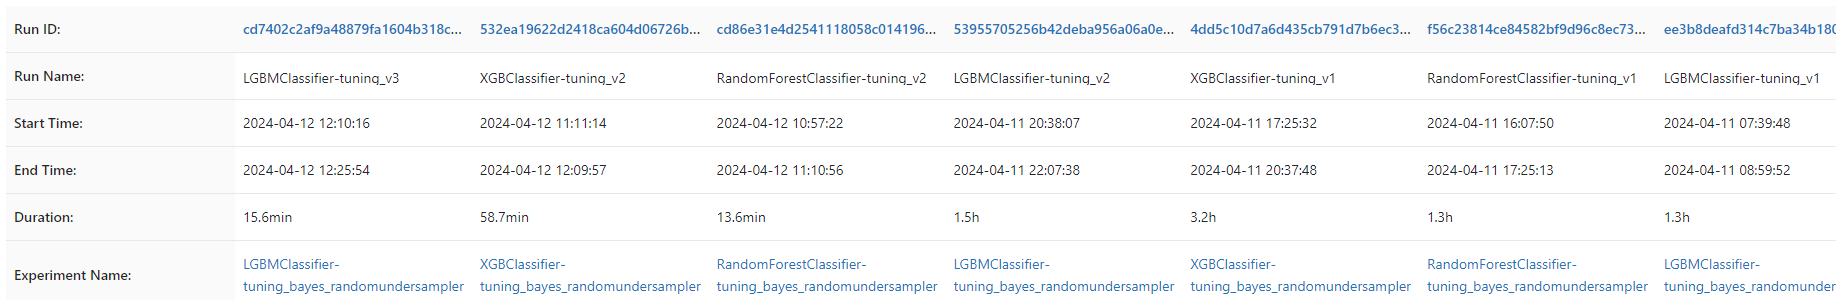 Run ID: cd7402c2af9a48879fa1604b318c... 532ea19622d2418ca604d06726b... cd86e31e4d2541118058c014196... 53955705256b42deba956a06a0e... 4dd5c10d7a6d435cb791d7b6ec3... f56c23814ce84582bf9d96c8ec73... ee3b8deafd314c7ba34b180
Run Name: LGBMClassifier-tuning_v3 XGBClassifier-tuning_v2 RandomForestClassifier-tuning_v2 LGBMClassifier-tuning_v2 XGBClassifier-tuning_v1 RandomForestClassifier-tuning_v1 LGBMClassifier-tuning_v1
Start Time: 2024-04-12 12:10:16 2024-04-12 11:11:14 2024-04-12 10:57:22 2024-04-11 20:38:07 2024-04-11 17:25:32 2024-04-11 16:07:50 2024-04-11 07:39:48
End Time: 2024-04-12 12:25:54 2024-04-12 12:09:57 2024-04-12 11:10:56 2024-04-11 22:07:38 2024-04-11 20:37:48 2024-04-11 17:25:13 2024-04-11 08:59:52
Duration: 15.6min 58.7min 13.6min 1.5h 3.2h 1.3h 1.3h
Experiment Name: LGBMClassifier- XGBClassifier- RandomForestClassifier- LGBMClassifier- XGBClassifier- RandomForestClassifier- LGBMClassifier-
tuning_bayes_randomundersampler tuning_bayes_randomundersampler tuning_bayes_randomundersampler tuning_bayes_randomundersampler tuning_bayes_randomundersampler tuning_bayes_randomundersampler tuning_bayes_randomunder